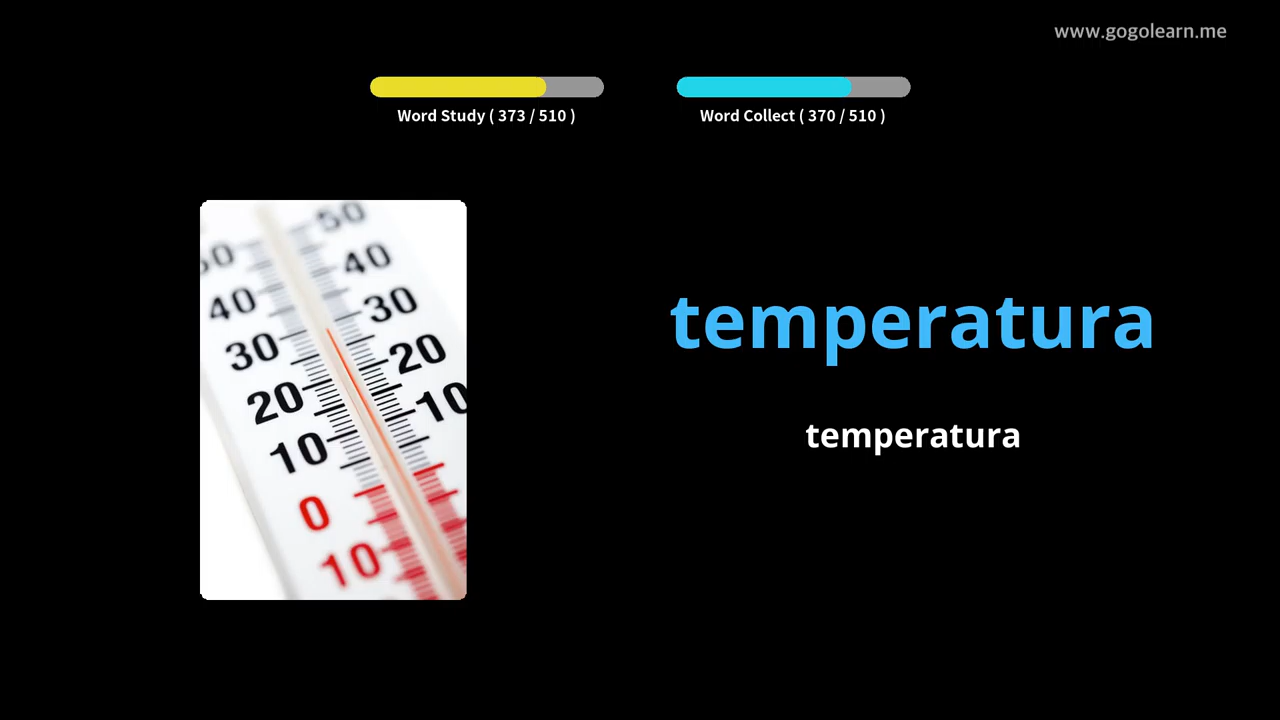 www.gogolearn.me
Word Study ( 373 / 510 )
Word Collect ( 370 / 510 )
50
40
40
30
30
20
20
10
10
0
10
temperatura
temperatura